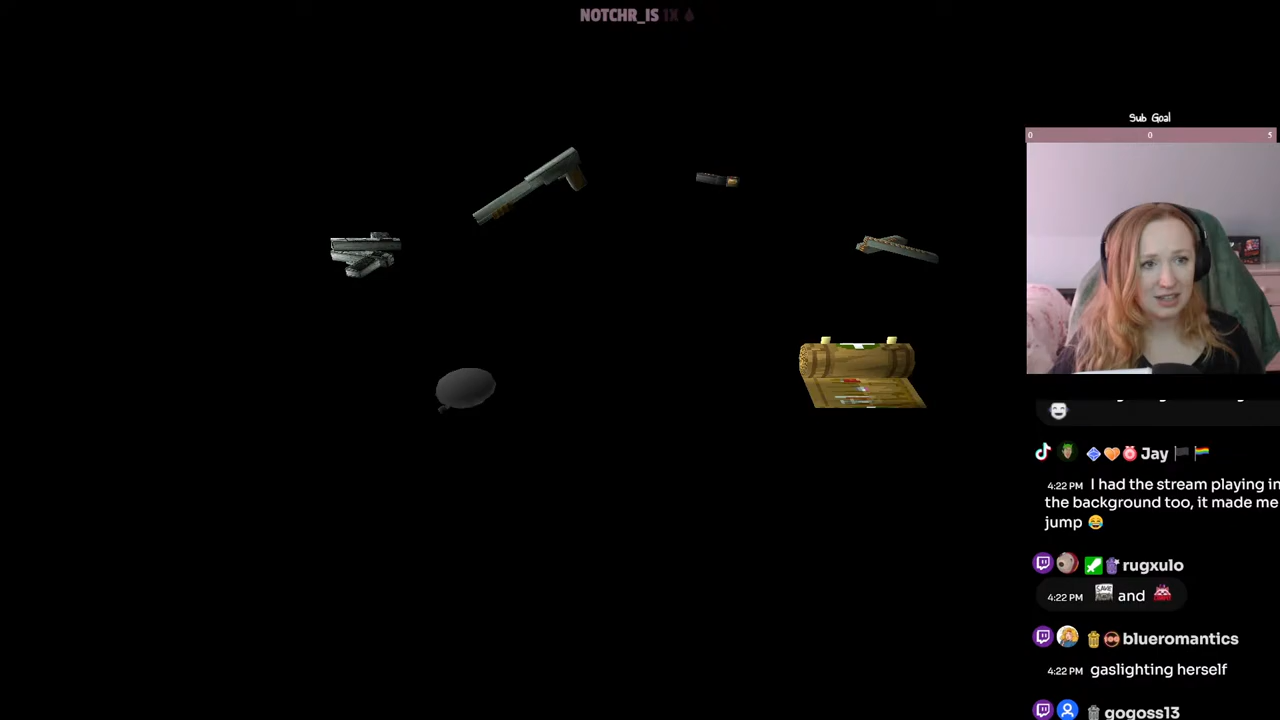 NOTCHR_IS 1X
Sub Goal
0 0 5
Jay
4:22 PM I had the stream playing in
the background too, it made me
jump
rugxulo
4:22 PM and
blueromantics
4:22 PM gaslighting herself
gogoss13